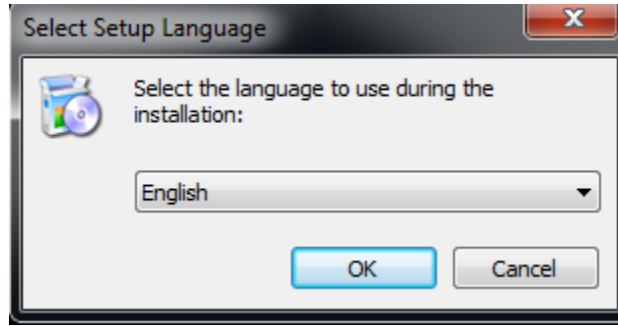 Select Setup Language
Select the language to use during the
installation:
English
OK
Cancel